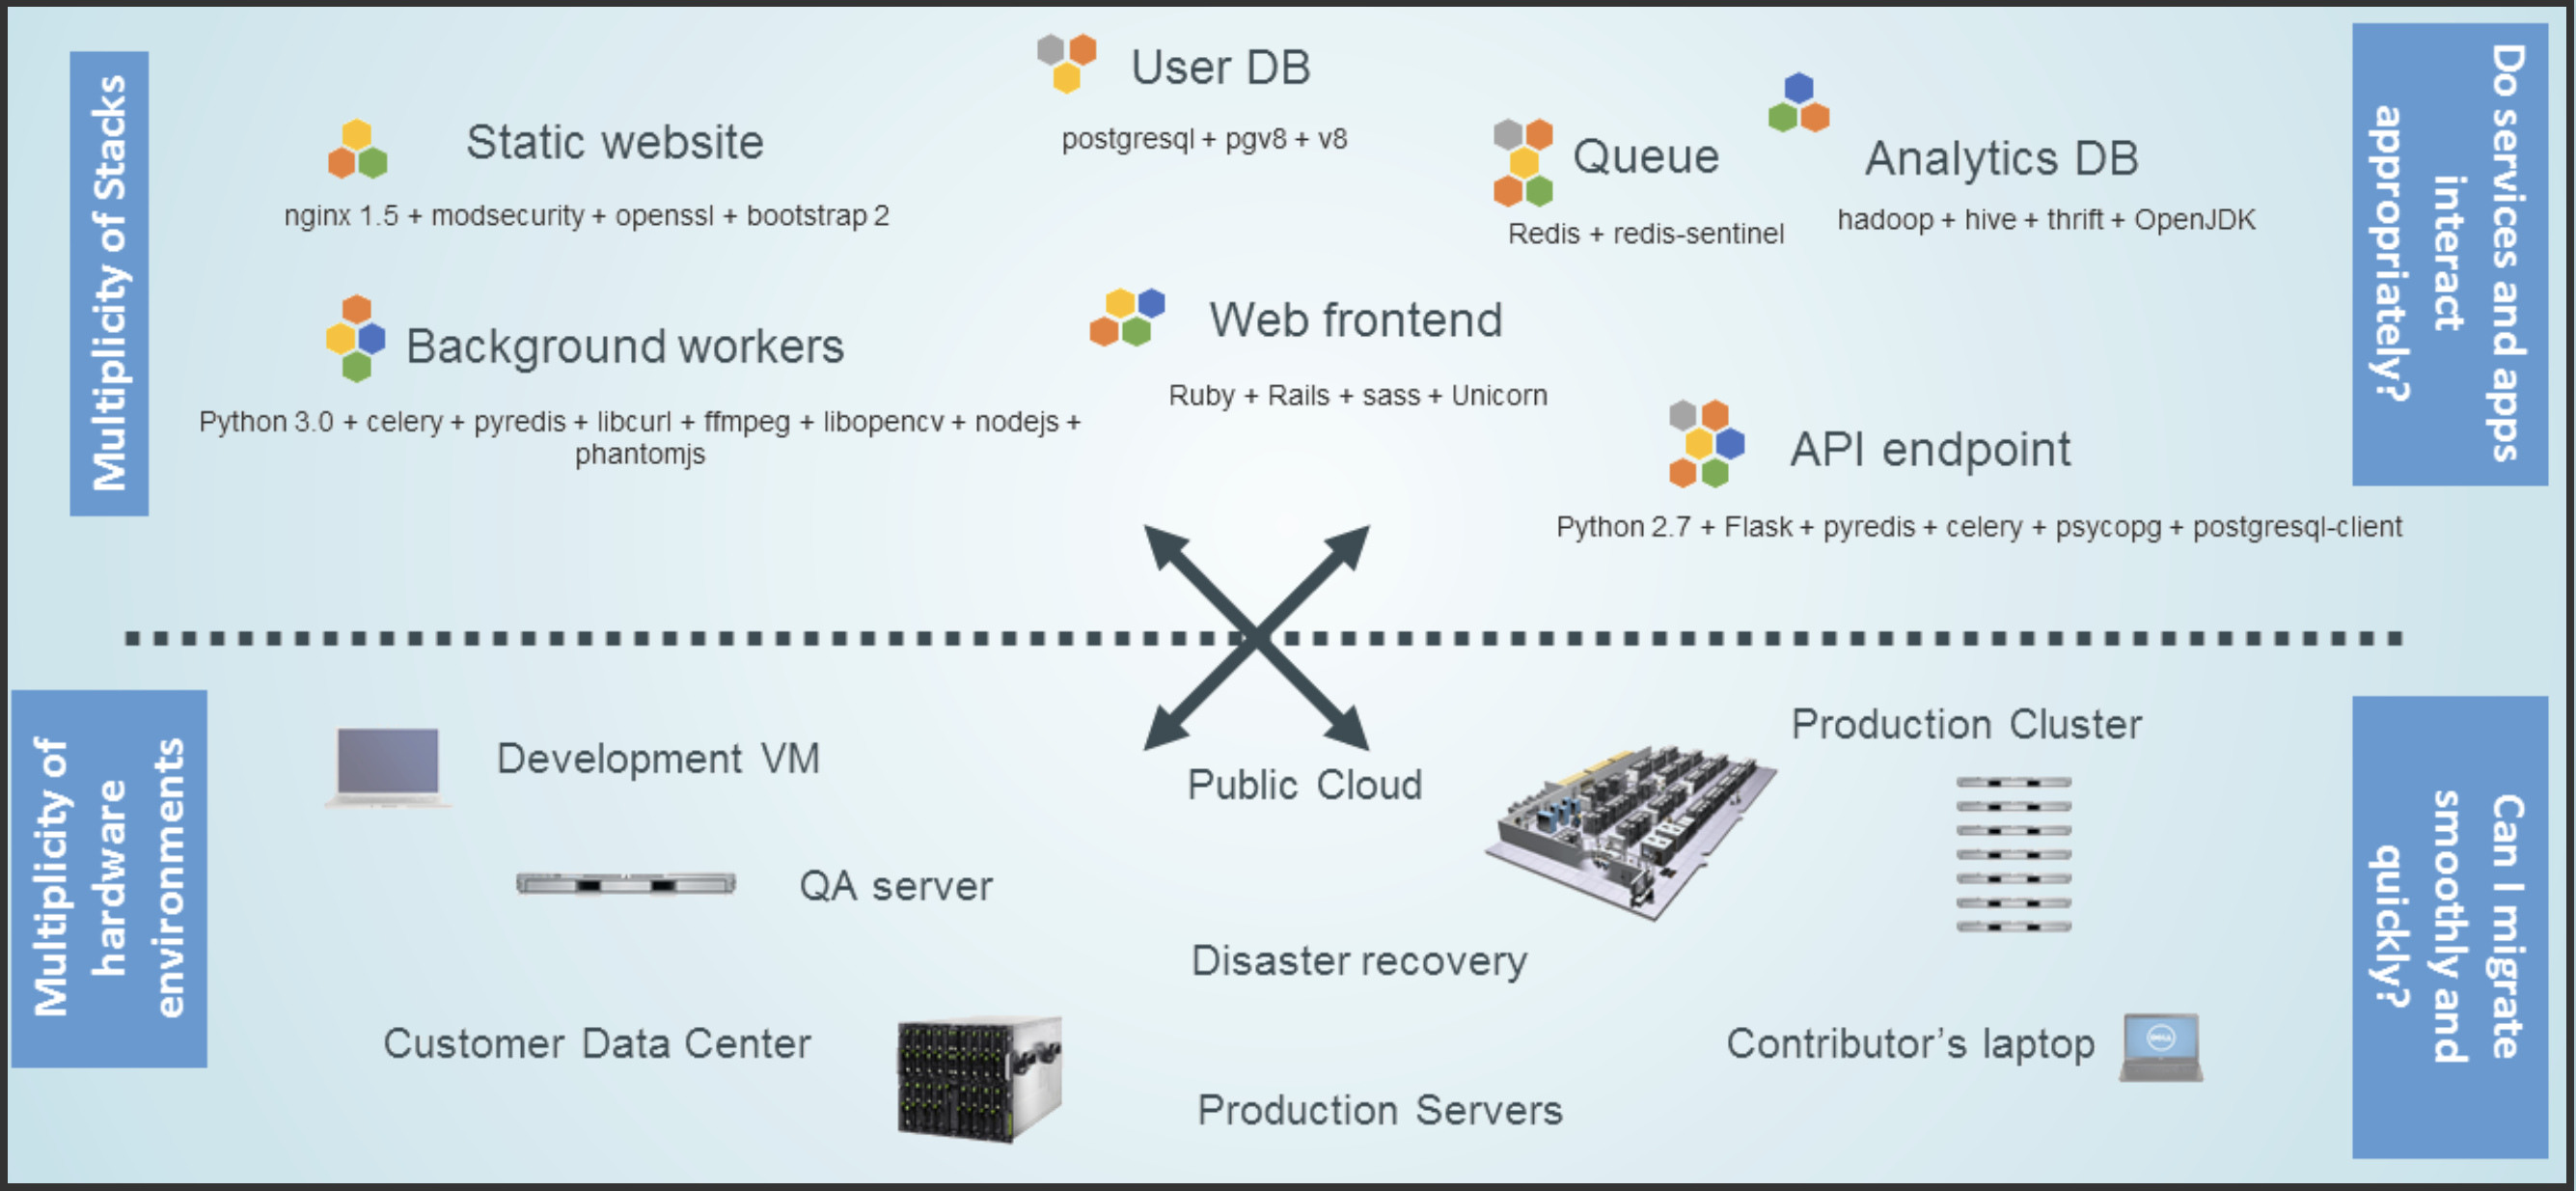 Multiplicity of Stacks
Static website
nginx 1.5 + modsecurity + openssl + bootstrap 2
Background workers
Python 3.0 + celery + pyredis + libcurl + ffmpeg + libopencv + nodejs +
phantomjs
User DB
postgresql + pgv8 + v8
Queue
Redis + redis-sentinel
Analytics DB
hadoop + hive + thrift + OpenJDK
Web frontend
Ruby + Rails + sass + Unicorn
API endpoint
Python 2.7 + Flask + pyredis + celery + psycopg + postgresql-client
Do services and apps
interact
appropriately?
Multiplicity of
hardware
environments
Development VM
QA server
Customer Data Center
Public Cloud
Disaster recovery
Production Servers
Production Cluster
Contributor’s laptop
DELL
Can I migrate
smoothly and
quickly?